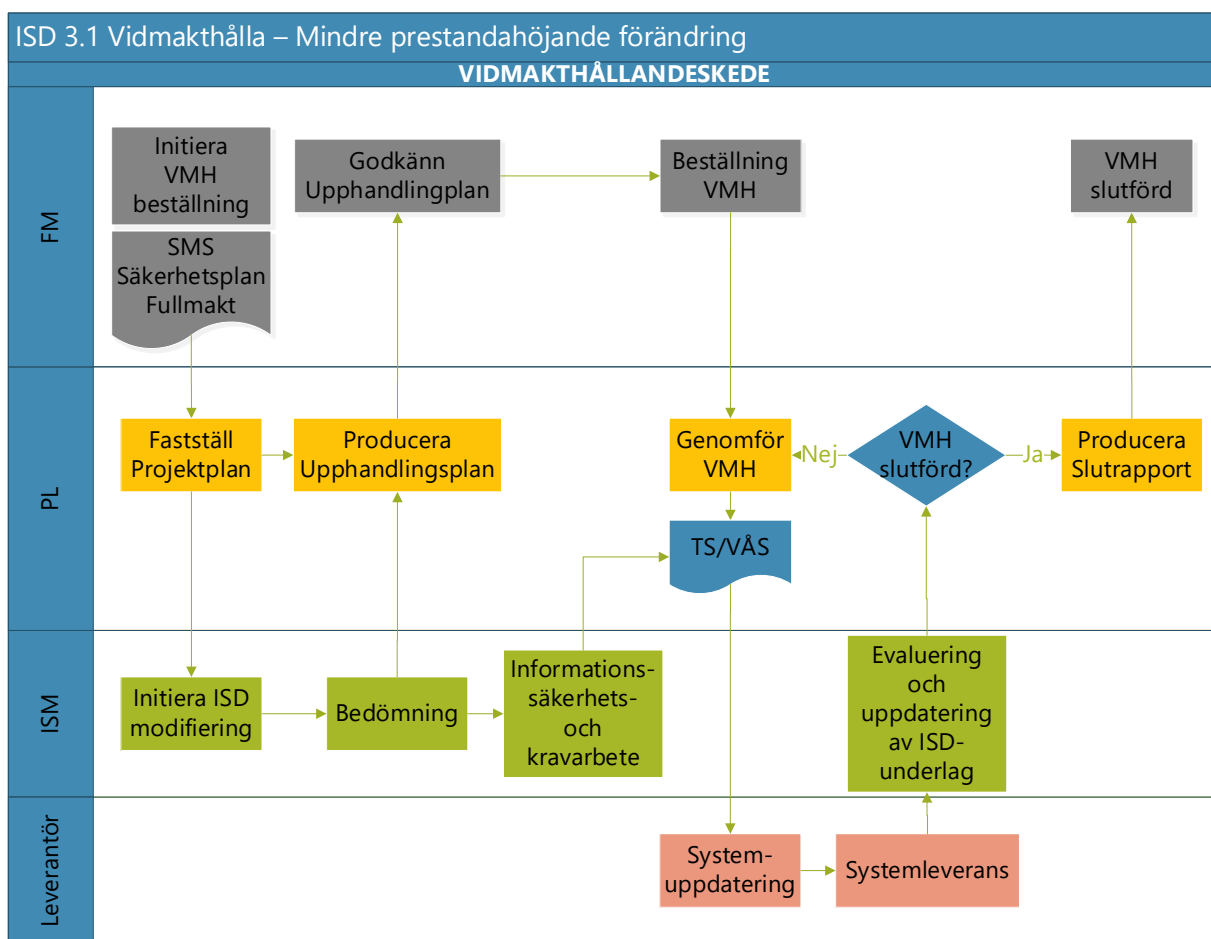 ISD 3.1 Vidmakthålla – Mindre prestandahöjande förändring
VIDMAKTHÅLLANDESKEDE
FM
Initiera
VMH
beställning
SMS
Säkerhetsplan
Fullmakt
Godkänn
Upphandlingplan
Beställning
VMH
VMH
slutförd
PL
Fastställ
Projektplan
Producera
Upphandlingsplan
Genomför
VMH
Nej
VMH
slutförd?
Ja
Producera
Slutrapport
TS/VÅS
ISM
Initiera ISD
modifiering
Bedömning
Informations-
säkerhets-
och
kravarbete
Evaluering
och
uppdatering
av ISD-
underlag
Leverantör
System-
uppdatering
Systemleverans